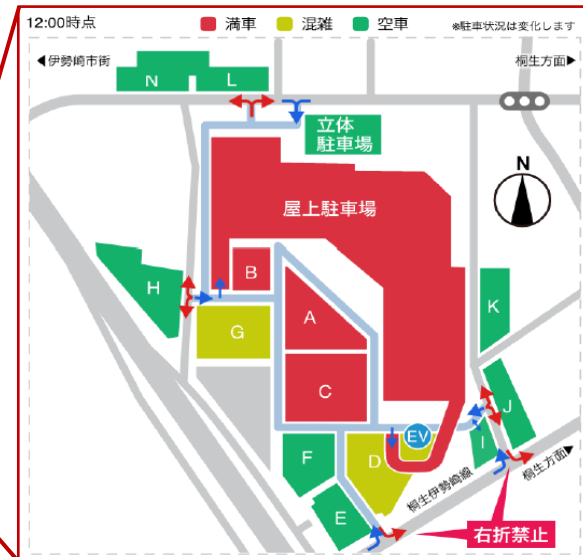 12:00時点
満車
混雑
空車
※駐車状況は変化します
◀伊勢崎市街
桐生方面▶
N
L
立体
駐車場
屋上駐車場
N
H
B
A
K
G
C
J
EV
I
F
D
E
桐生伊勢崎線
桐生方面▶
右折禁止